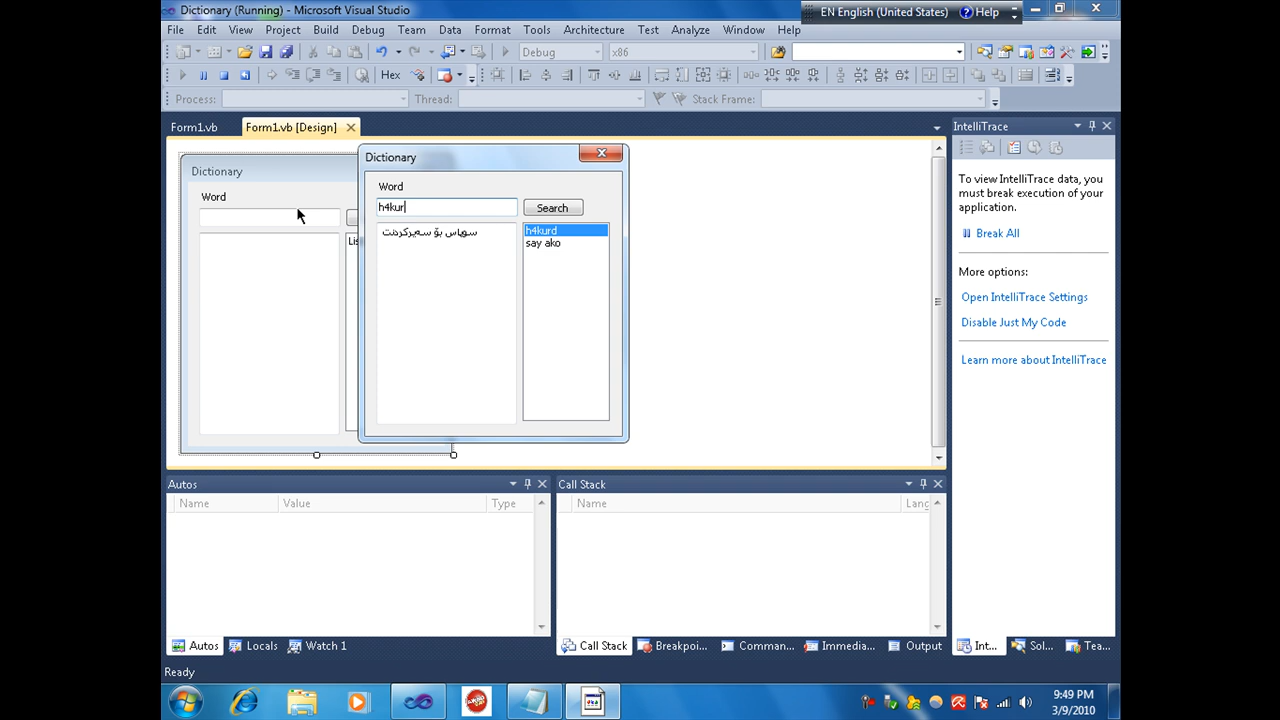 Dictionary (Running) - Microsoft Visual Studio
EN English (United States)
Help
File Edit View Project Build Debug Team Data Format Tools Architecture Test Analyze Window Help
Debug
x86
Hex
Process:
Thread:
Stack Frame:
Form1.vb
Form1.vb [Design]
Dictionary
Word
Lis
Dictionary
Word
h4kur
Search
سوپاس بۆ سەیرکردنت
h4kurd
say ako
IntelliTrace
To view IntelliTrace data, you
must break execution of your
application.
Break All
More options:
Open IntelliTrace Settings
Disable Just My Code
Learn more about IntelliTrace
Autos
Name Value Type
Call Stack
Name Lang
Autos Locals Watch 1
Call Stack Breakpoi... Comman... Immedia... Output
Int... Sol... Tea...
Ready
9:49 PM
3/9/2010